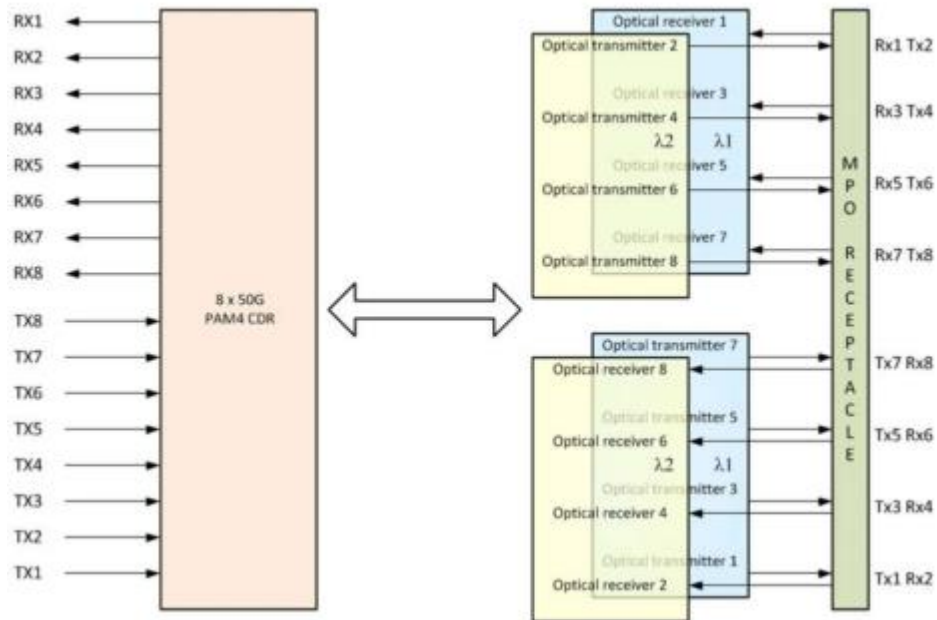 RX1
RX2
RX3
RX4
RX5
RX6
RX7
RX8
TX8
TX7
TX6
TX5
TX4
TX3
TX2
TX1
8 x 50G
PAM4 CDR
Optical receiver 1
Optical transmitter 2
Optical receiver 3
Optical transmitter 4
λ2 λ1
Optical receiver 5
Optical transmitter 6
Optical receiver 7
Optical transmitter 8
Optical transmitter 7
Optical receiver 8
Optical transmitter 5
Optical receiver 6
λ2 λ1
Optical transmitter 3
Optical receiver 4
Optical transmitter 1
Optical receiver 2
MPO RECEPTACLE
Rx1 Tx2
Rx3 Tx4
Rx5 Tx6
Rx7 Tx8
Tx7 Rx8
Tx5 Rx6
Tx3 Rx4
Tx1 Rx2